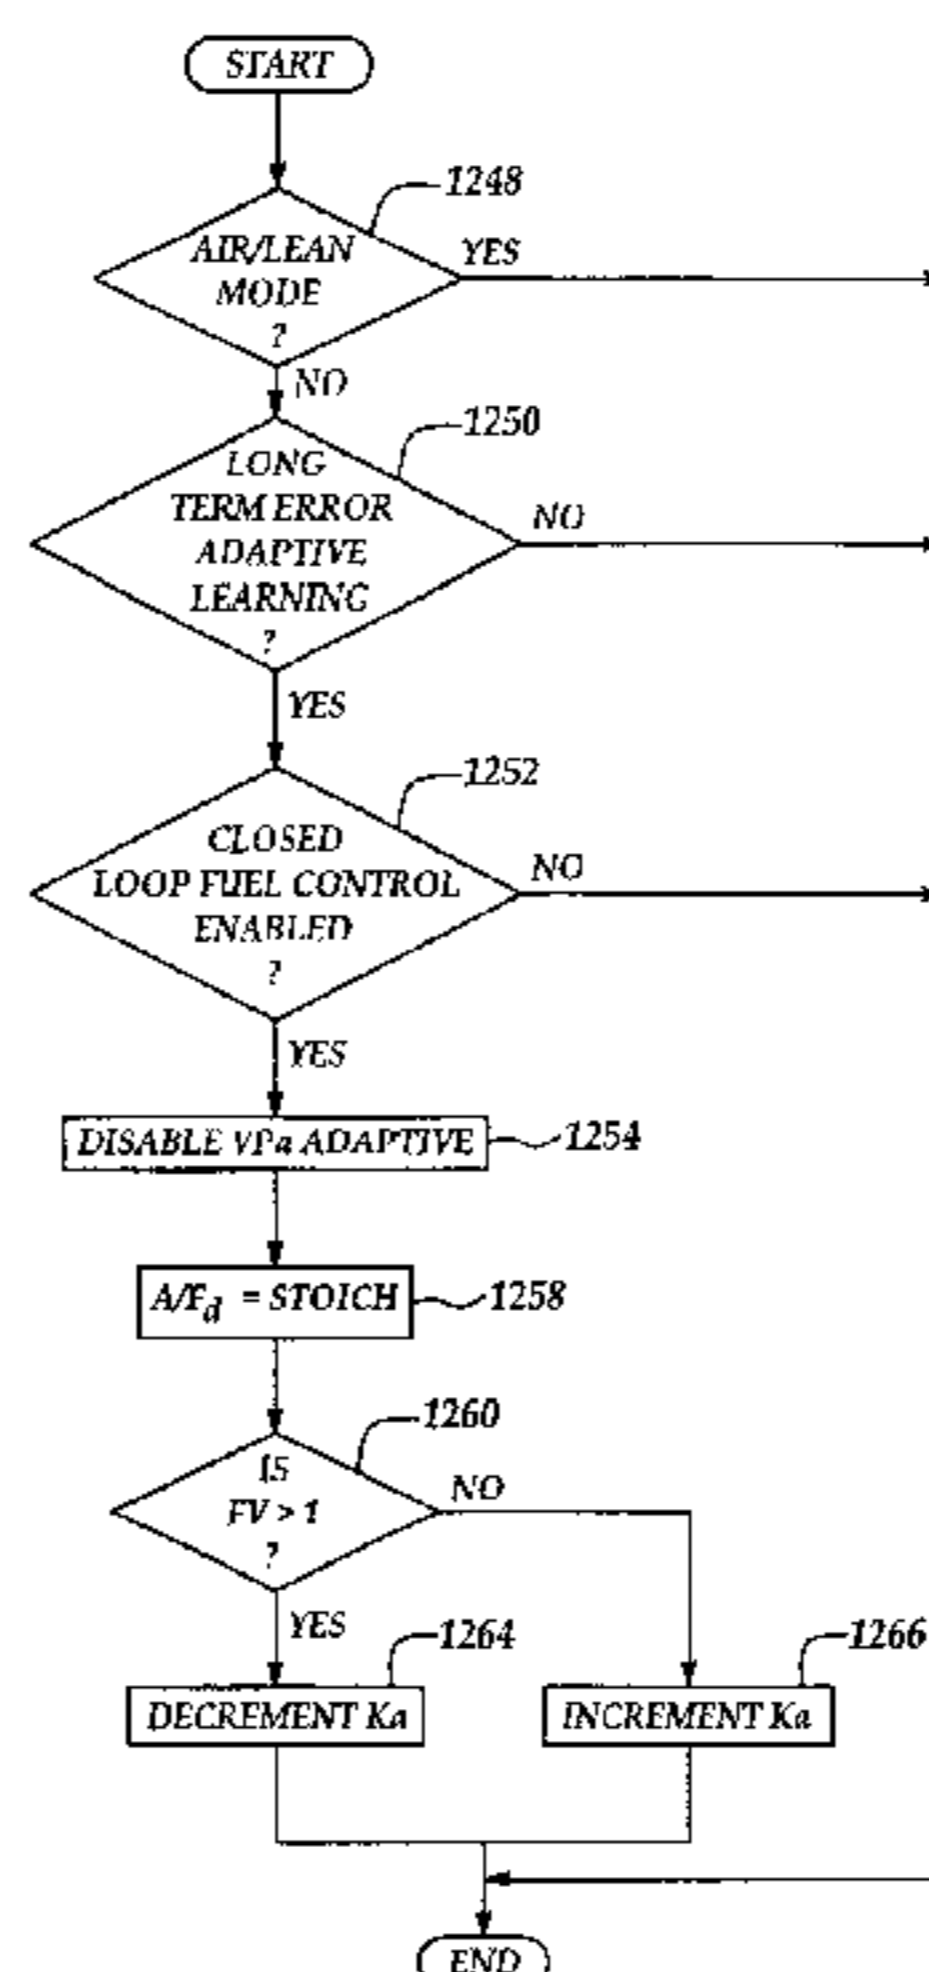 START
1248
AIR/LEAN
MODE
?
YES
NO
1250
LONG
TERM ERROR
ADAPTIVE
LEARNING
?
NO
YES
1252
CLOSED
LOOP FUEL CONTROL
ENABLED
?
NO
YES
DISABLE VPa ADAPTIVE
1254
A/Fd = STOICH
1258
1260
IS
FV > 1
?
NO
YES
1264
DECREMENT Ka
1266
INCREMENT Ka
END